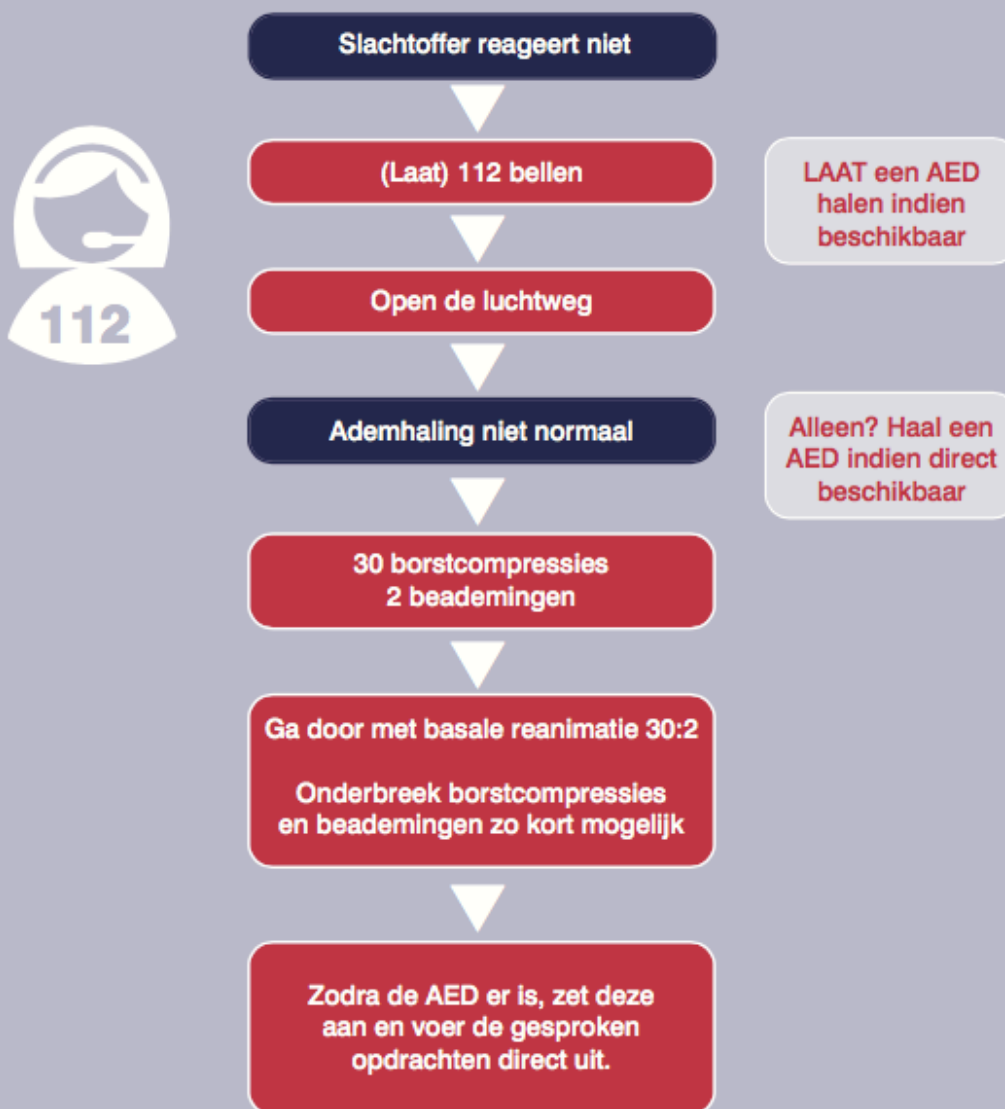 Slachtoffer reageert niet
(Laat) 112 bellen
LAAT een AED
halen indien
beschikbaar
112
Open de luchtweg
Ademhaling niet normaal
Alleen? Haal een
AED indien direct
beschikbaar
30 borstcompressies
2 beademingen
Ga door met basale reanimatie 30:2
Onderbreek borstcompressies
en beademingen zo kort mogelijk
Zodra de AED er is, zet deze
aan en voer de gesproken
opdrachten direct uit.